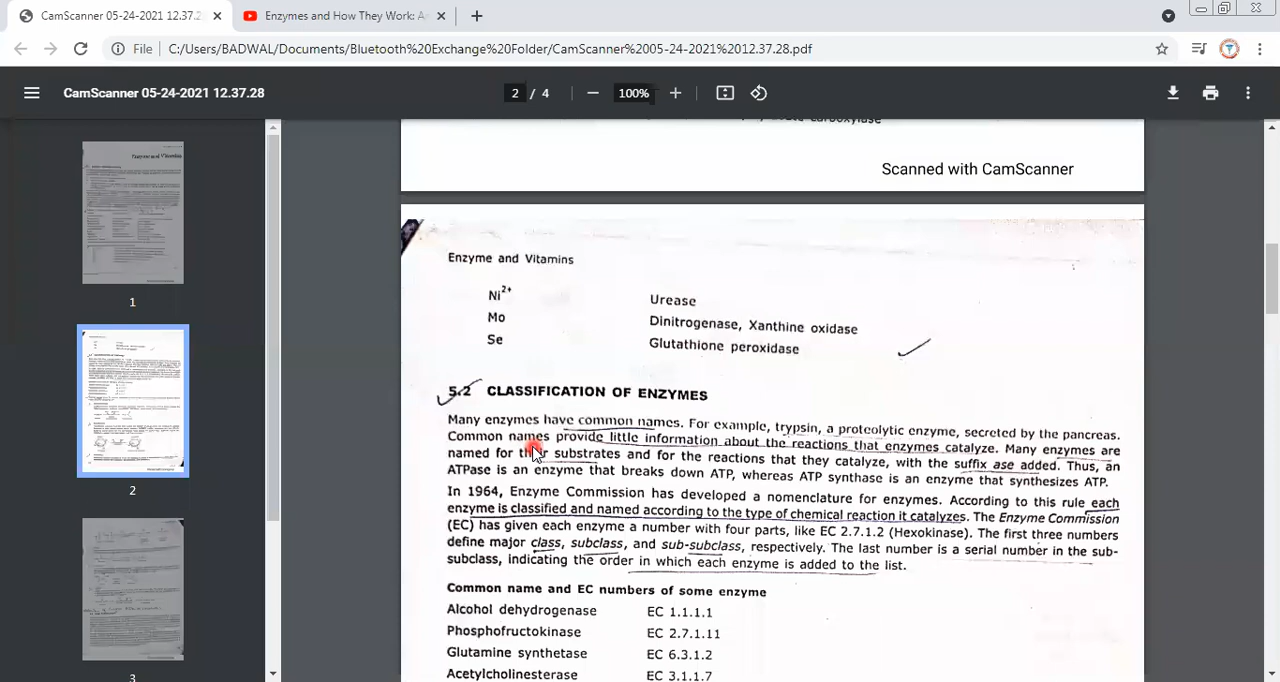 CamScanner 05-24-2021 12.37.2
Enzymes and How They Work: A
File
C:/Users/BADWAL/Documents/Bluetooth%20Exchange%20Folder/CamScanner%2005-24-2021%2012.37.28.pdf
CamScanner 05-24-2021 12.37.28
2 / 4
100%
Scanned with CamScanner
Enzyme and Vitamins
Ni2+ Urease
Mo Dinitrogenase, Xanthine oxidase
Se Glutathione peroxidase
5.2 CLASSIFICATION OF ENZYMES
Many enzymes have common names. For example, trypsin, a proteolytic enzyme, secreted by the pancreas.
Common names provide little information about the reactions that enzymes catalyze. Many enzymes are
named for their substrates and for the reactions that they catalyze, with the suffix ase added. Thus, an
ATPase is an enzyme that breaks down ATP, whereas ATP synthase is an enzyme that synthesizes ATP.
In 1964, Enzyme Commission has developed a nomenclature for enzymes. According to this rule each
enzyme is classified and named according to the type of chemical reaction it catalyzes. The Enzyme Commission
(EC) has given each enzyme a number with four parts, like EC 2.7.1.2 (Hexokinase). The first three numbers
define major class, subclass, and sub-subclass, respectively. The last number is a serial number in the sub-
subclass, indicating the order in which each enzyme is added to the list.
Common name and EC numbers of some enzyme
Alcohol dehydrogenase EC 1.1.1.1
Phosphofructokinase EC 2.7.1.11
Glutamine synthetase EC 6.3.1.2
Acetylcholinesterase EC 3.1.1.7
1
2
3